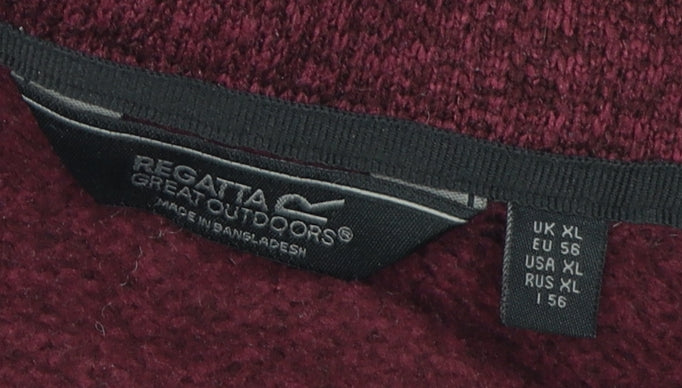 REGATTA
GREAT OUTDOORS®
MADE IN BANGLADESH
UK XL
EU 56
USA XL
RUS XL
I 56